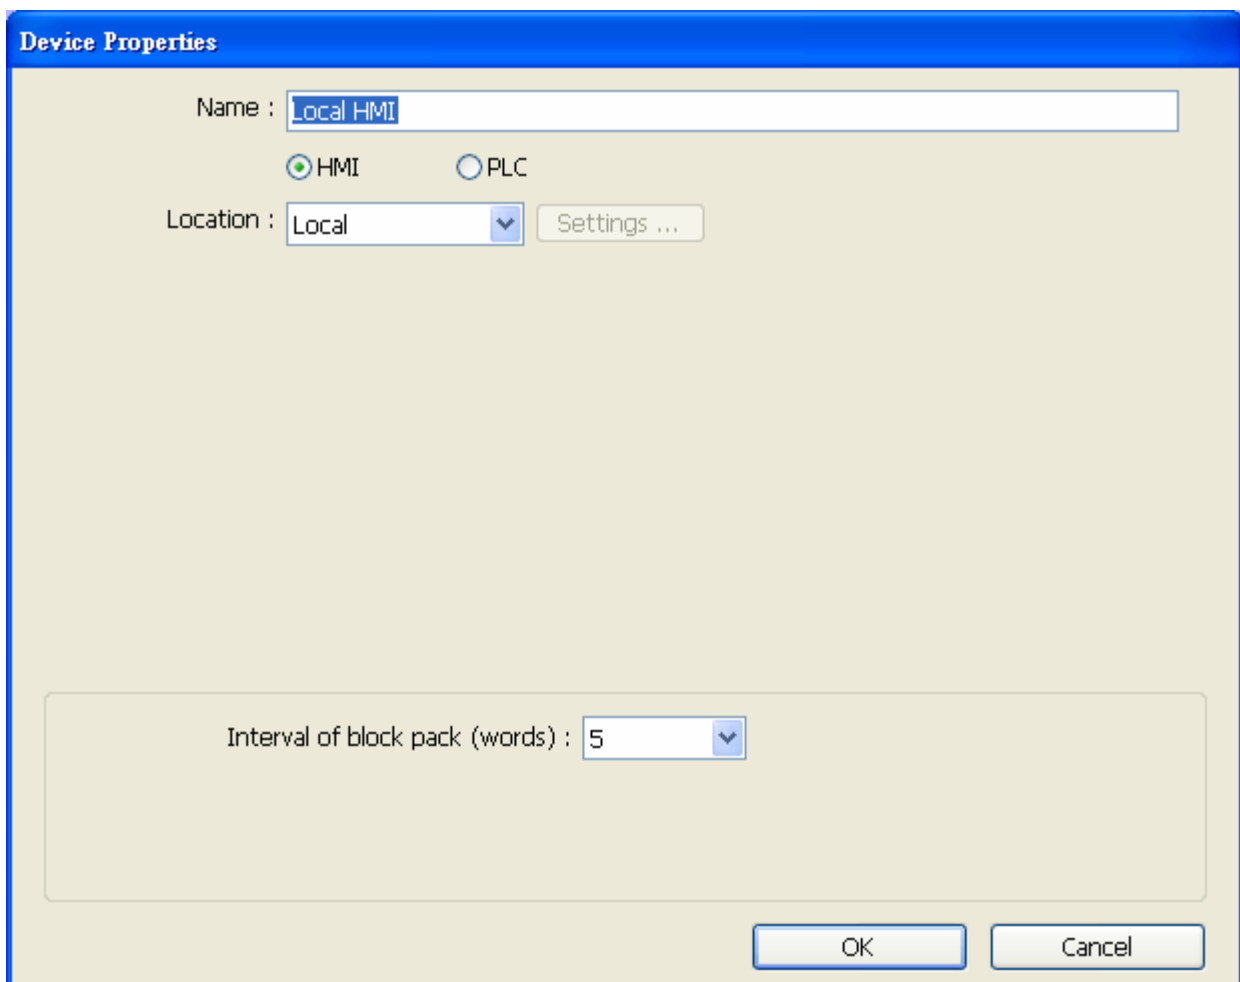 Device Properties
Name : Local HMI
HMI PLC
Location : Local Settings ...
Interval of block pack (words) : 5
OK Cancel